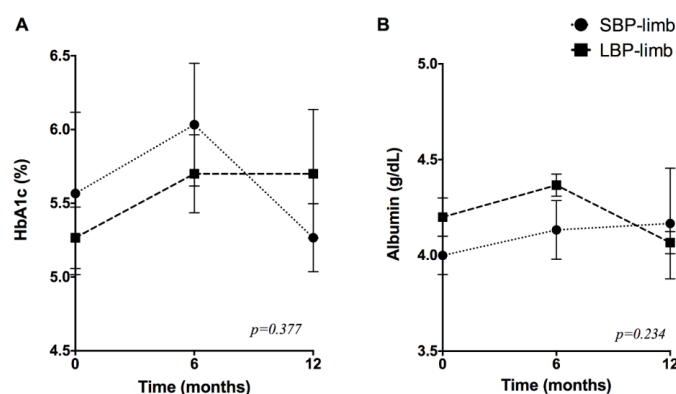 A
HbA1c (%)
6.5
6.0
5.5
5.0
4.5
0
6
12
Time (months)
p=0.377
B
SBP-limb
LBP-limb
Albumin (g/dL)
5.0
4.5
4.0
3.5
0
6
12
Time (months)
p=0.234